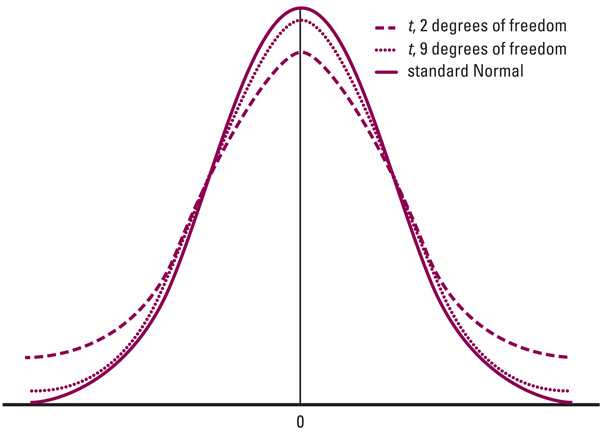 t, 2 degrees of freedom
t, 9 degrees of freedom
standard Normal
0